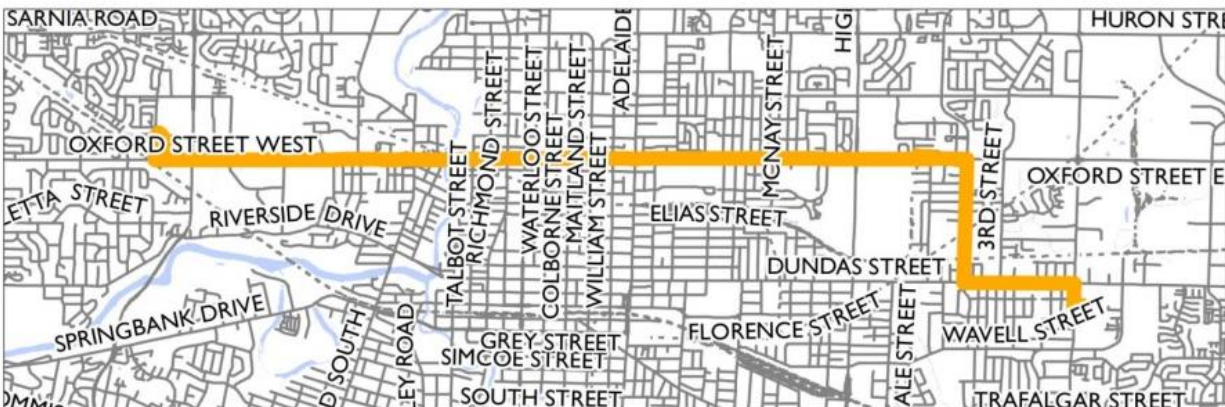 SARNIA ROAD
HURON STRE
ADELAIDE
HIG
OXFORD STREET WEST
TALBOT STREET
RICHMOND STREET
WATERLOO STREET
COLBORNE STREET
MAITLAND STREET
WILLIAM STREET
MCNAY STREET
3RD STREET
OXFORD STREET E
ETTA STREET
RIVERSIDE DRIVE
ELIAS STREET
DUNDAS STREET
SPRINGBANK DRIVE
FLORENCE STREET
WAVELL STREET
GREY STREET
SIMCOE STREET
D SOUTH
LEY ROAD
ALE STREET
SOUTH STREET
TRAFALGAR STREET
OMMIS